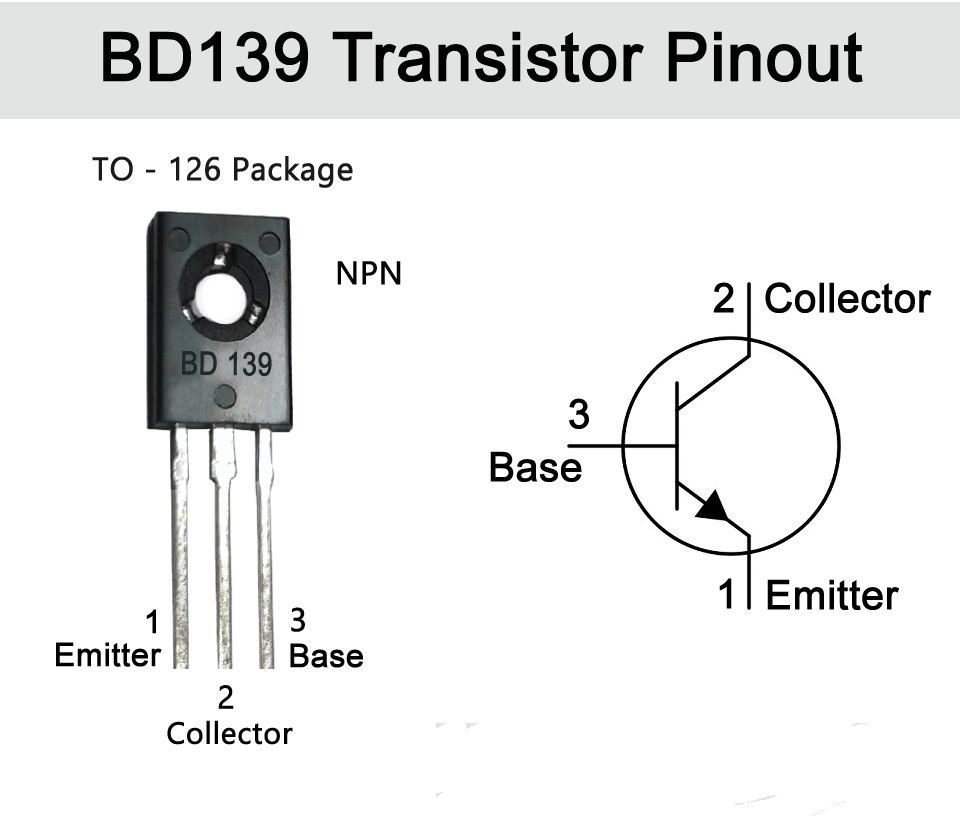 BD139 Transistor Pinout
TO - 126 Package
NPN
BD 139
1
Emitter
2
Collector
3
Base
2 Collector
3
Base
1 Emitter